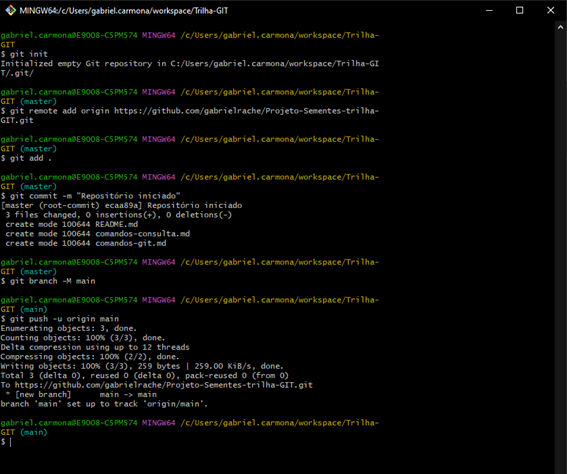 MINGW64:/c/Users/gabriel.carmona/workspace/Trilha-GIT
gabriel.carmona@E9008-C5PM574 MINGW64 /c/Users/gabriel.carmona/workspace/Trilha-
GIT
$ git init
Initialized empty Git repository in C:/Users/gabriel.carmona/workspace/Trilha-GI
T/.git/
gabriel.carmona@E9008-C5PM574 MINGW64 /c/Users/gabriel.carmona/workspace/Trilha-
GIT (master)
$ git remote add origin https://github.com/gabrielrache/Projeto-Sementes-trilha-
GIT.git
gabriel.carmona@E9008-C5PM574 MINGW64 /c/Users/gabriel.carmona/workspace/Trilha-
GIT (master)
$ git add .
gabriel.carmona@E9008-C5PM574 MINGW64 /c/Users/gabriel.carmona/workspace/Trilha-
GIT (master)
$ git commit -m "Repositório iniciado"
[master (root-commit) ecaa89a] Repositório iniciado
3 files changed, 0 insertions(+), 0 deletions(-)
create mode 100644 README.md
create mode 100644 comandos-consulta.md
create mode 100644 comandos-git.md
gabriel.carmona@E9008-C5PM574 MINGW64 /c/Users/gabriel.carmona/workspace/Trilha-
GIT (master)
$ git branch -M main
gabriel.carmona@E9008-C5PM574 MINGW64 /c/Users/gabriel.carmona/workspace/Trilha-
GIT (main)
$ git push -u origin main
Enumerating objects: 3, done.
Counting objects: 100% (3/3), done.
Delta compression using up to 12 threads
Compressing objects: 100% (2/2), done.
Writing objects: 100% (3/3), 259 bytes | 259.00 KiB/s, done.
Total 3 (delta 0), reused 0 (delta 0), pack-reused 0 (from 0)
To https://github.com/gabrielrache/Projeto-Sementes-trilha-GIT.git
* [new branch]      main -> main
branch 'main' set up to track 'origin/main'.
gabriel.carmona@E9008-C5PM574 MINGW64 /c/Users/gabriel.carmona/workspace/Trilha-
GIT (main)
$